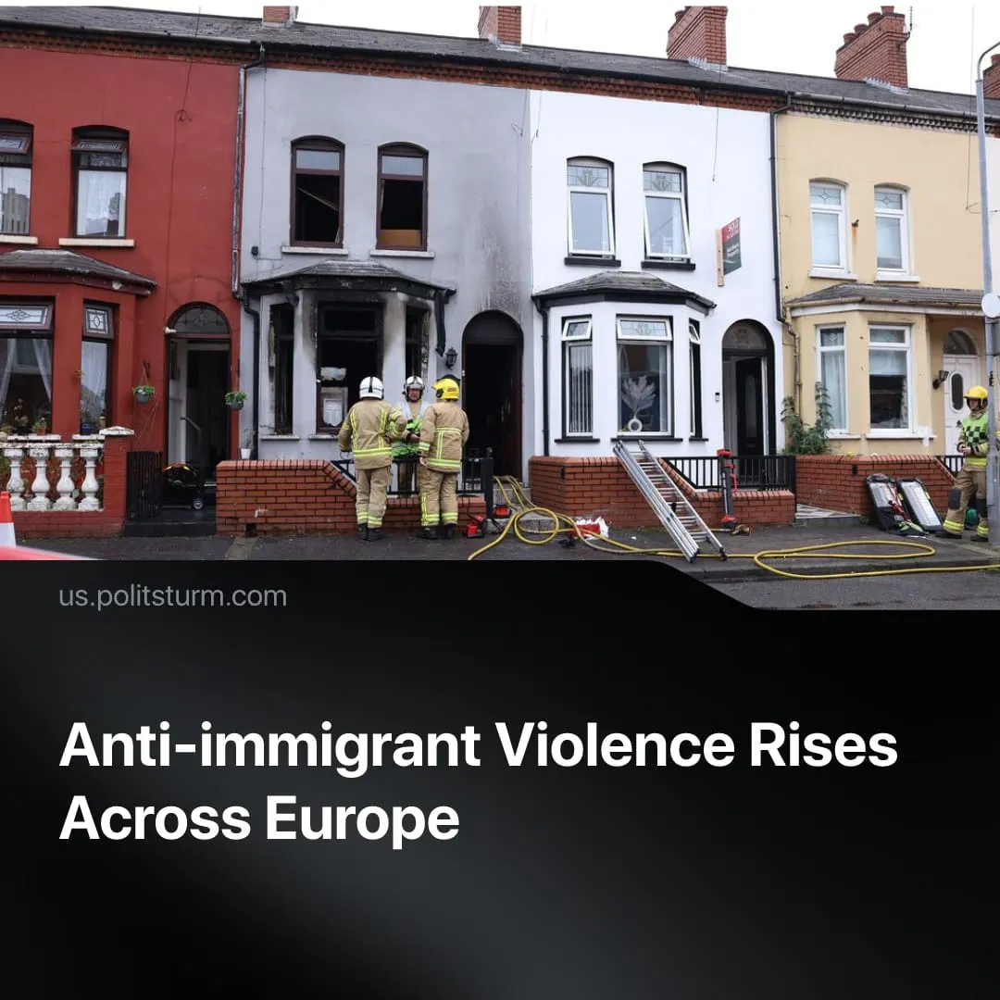 us.politsturm.com
Anti-immigrant Violence Rises
Across Europe